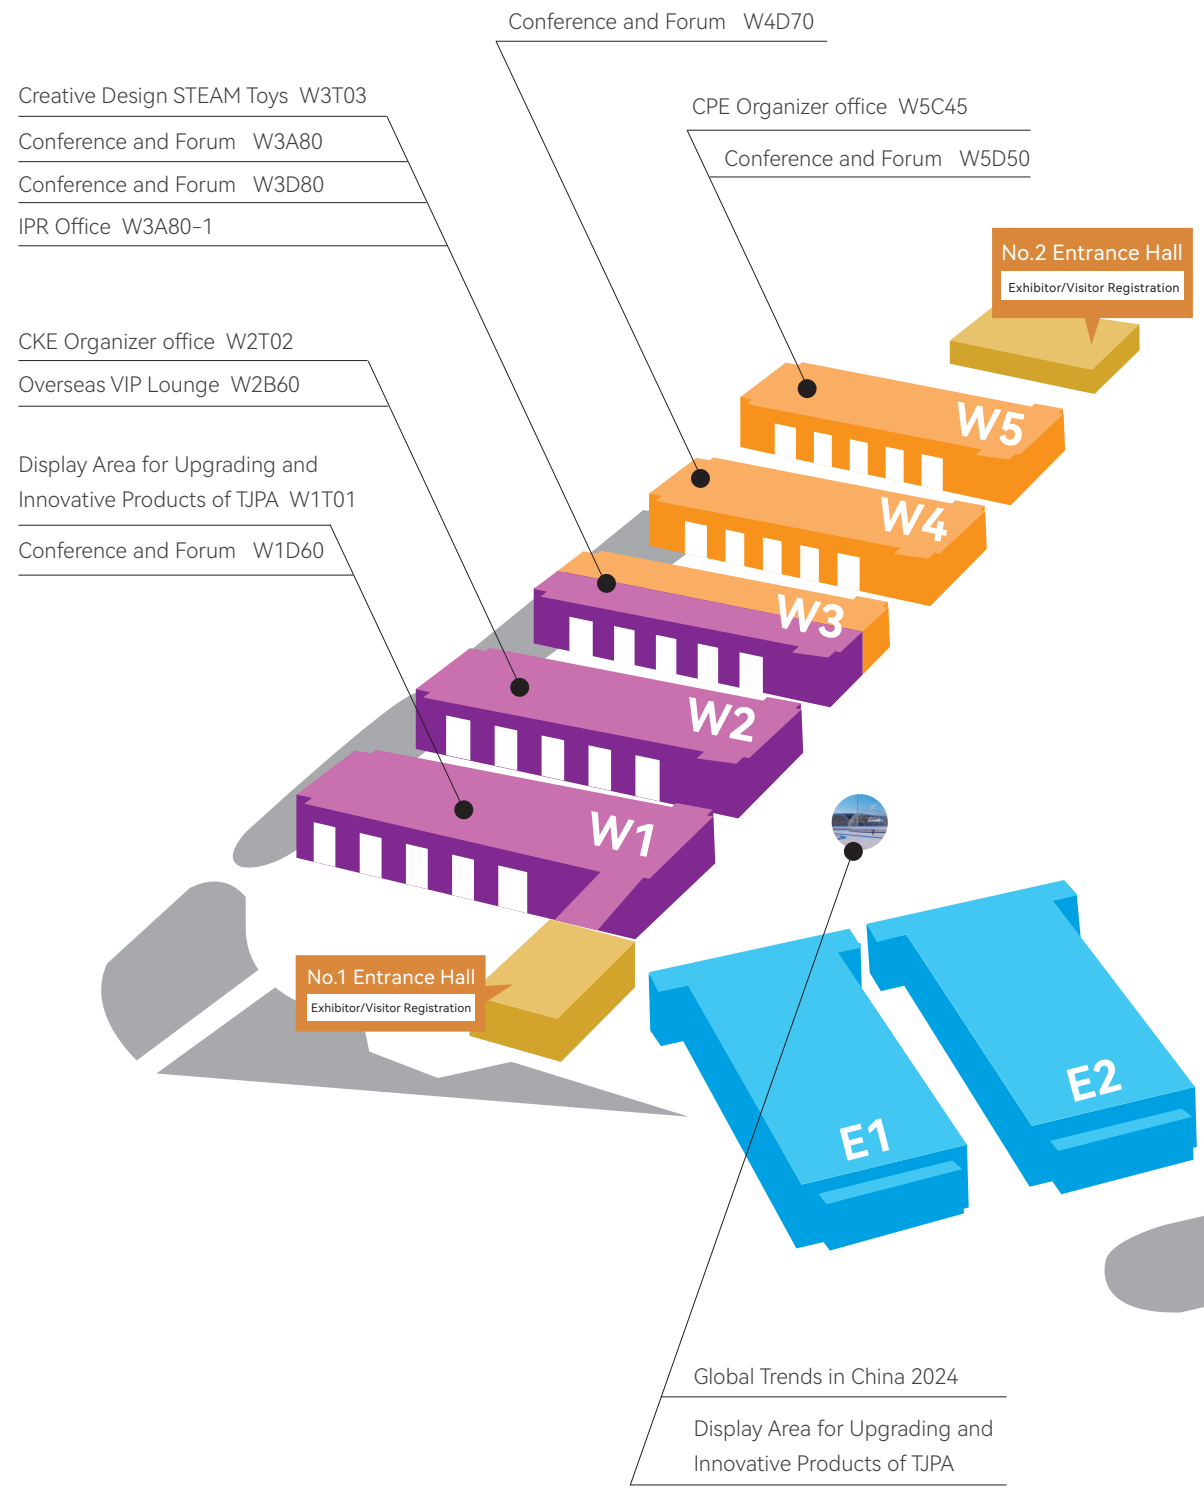 Conference and Forum W4D70
Creative Design STEAM Toys W3T03
Conference and Forum W3A80
Conference and Forum W3D80
IPR Office W3A80-1
CPE Organizer office W5C45
Conference and Forum W5D50
No.2 Entrance Hall
Exhibitor/Visitor Registration
CKE Organizer office W2T02
Overseas VIP Lounge W2B60
Display Area for Upgrading and
Innovative Products of TJPA W1T01
Conference and Forum W1D60
W5
W4
W3
W2
W1
No.1 Entrance Hall
Exhibitor/Visitor Registration
E2
E1
Global Trends in China 2024
Display Area for Upgrading and
Innovative Products of TJPA